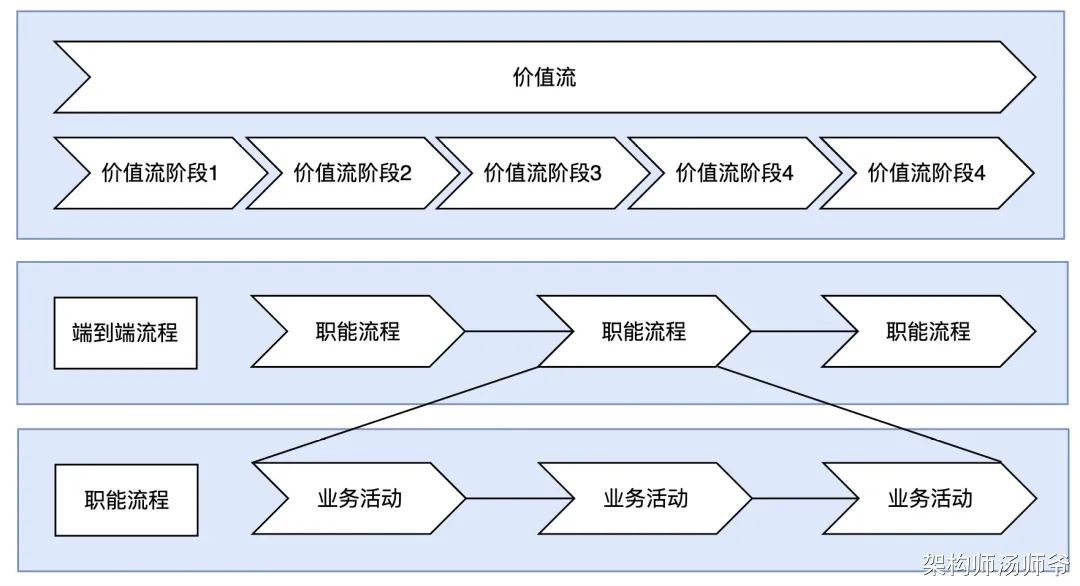 价值流
价值流阶段1
价值流阶段2
价值流阶段3
价值流阶段4
价值流阶段4
端到端流程
职能流程
职能流程
职能流程
职能流程
业务活动
业务活动
业务活动
架构师汤师爷